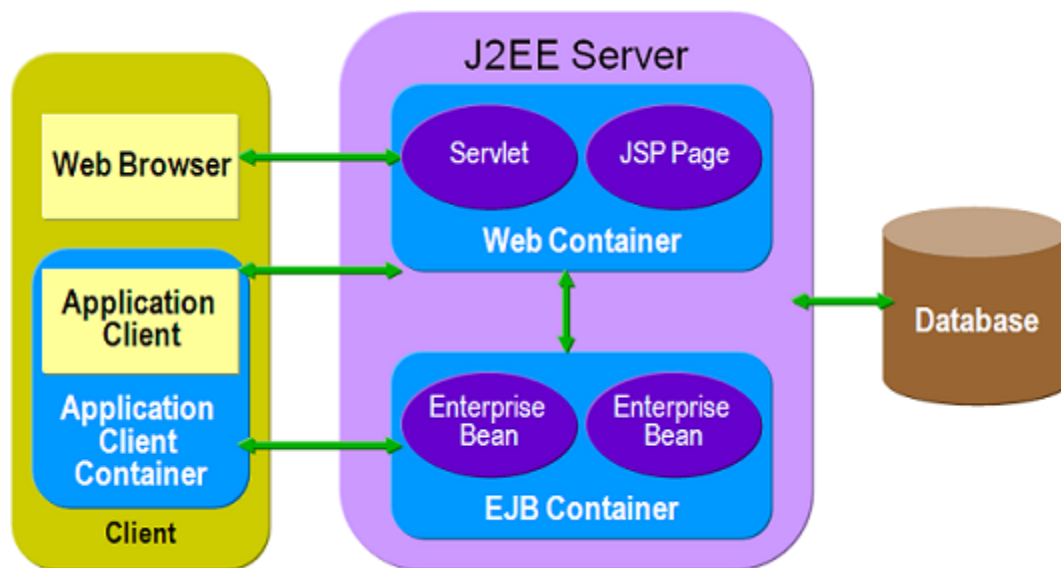 J2EE Server
Web Browser
Servlet
JSP Page
Web Container
Application
Client
Application
Client
Container
Client
Enterprise
Bean
Enterprise
Bean
EJB Container
Database